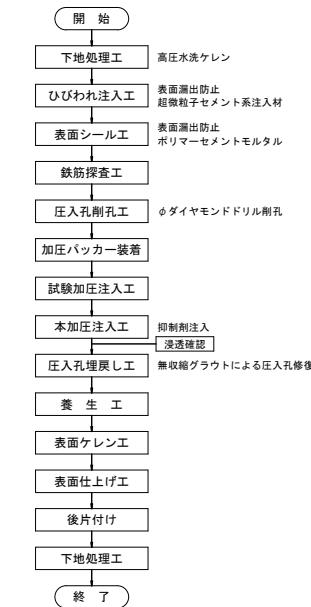 開 始
下地処理工 高圧水洗ケレン
ひびわれ注入工 表面漏出防止
超微粒子セメント系注入材
表面シール工 表面漏出防止
ポリマーセメントモルタル
鉄筋探査工
圧入孔削孔工 φダイヤモンドドリル削孔
加圧パッカー装着
試験加圧注入工
本加圧注入工 抑制剤注入
浸透確認
圧入孔埋戻し工 無収縮グラウトによる圧入孔修復
養 生 工
表面ケレン工
表面仕上げ工
後片付け
下地処理工
終 了